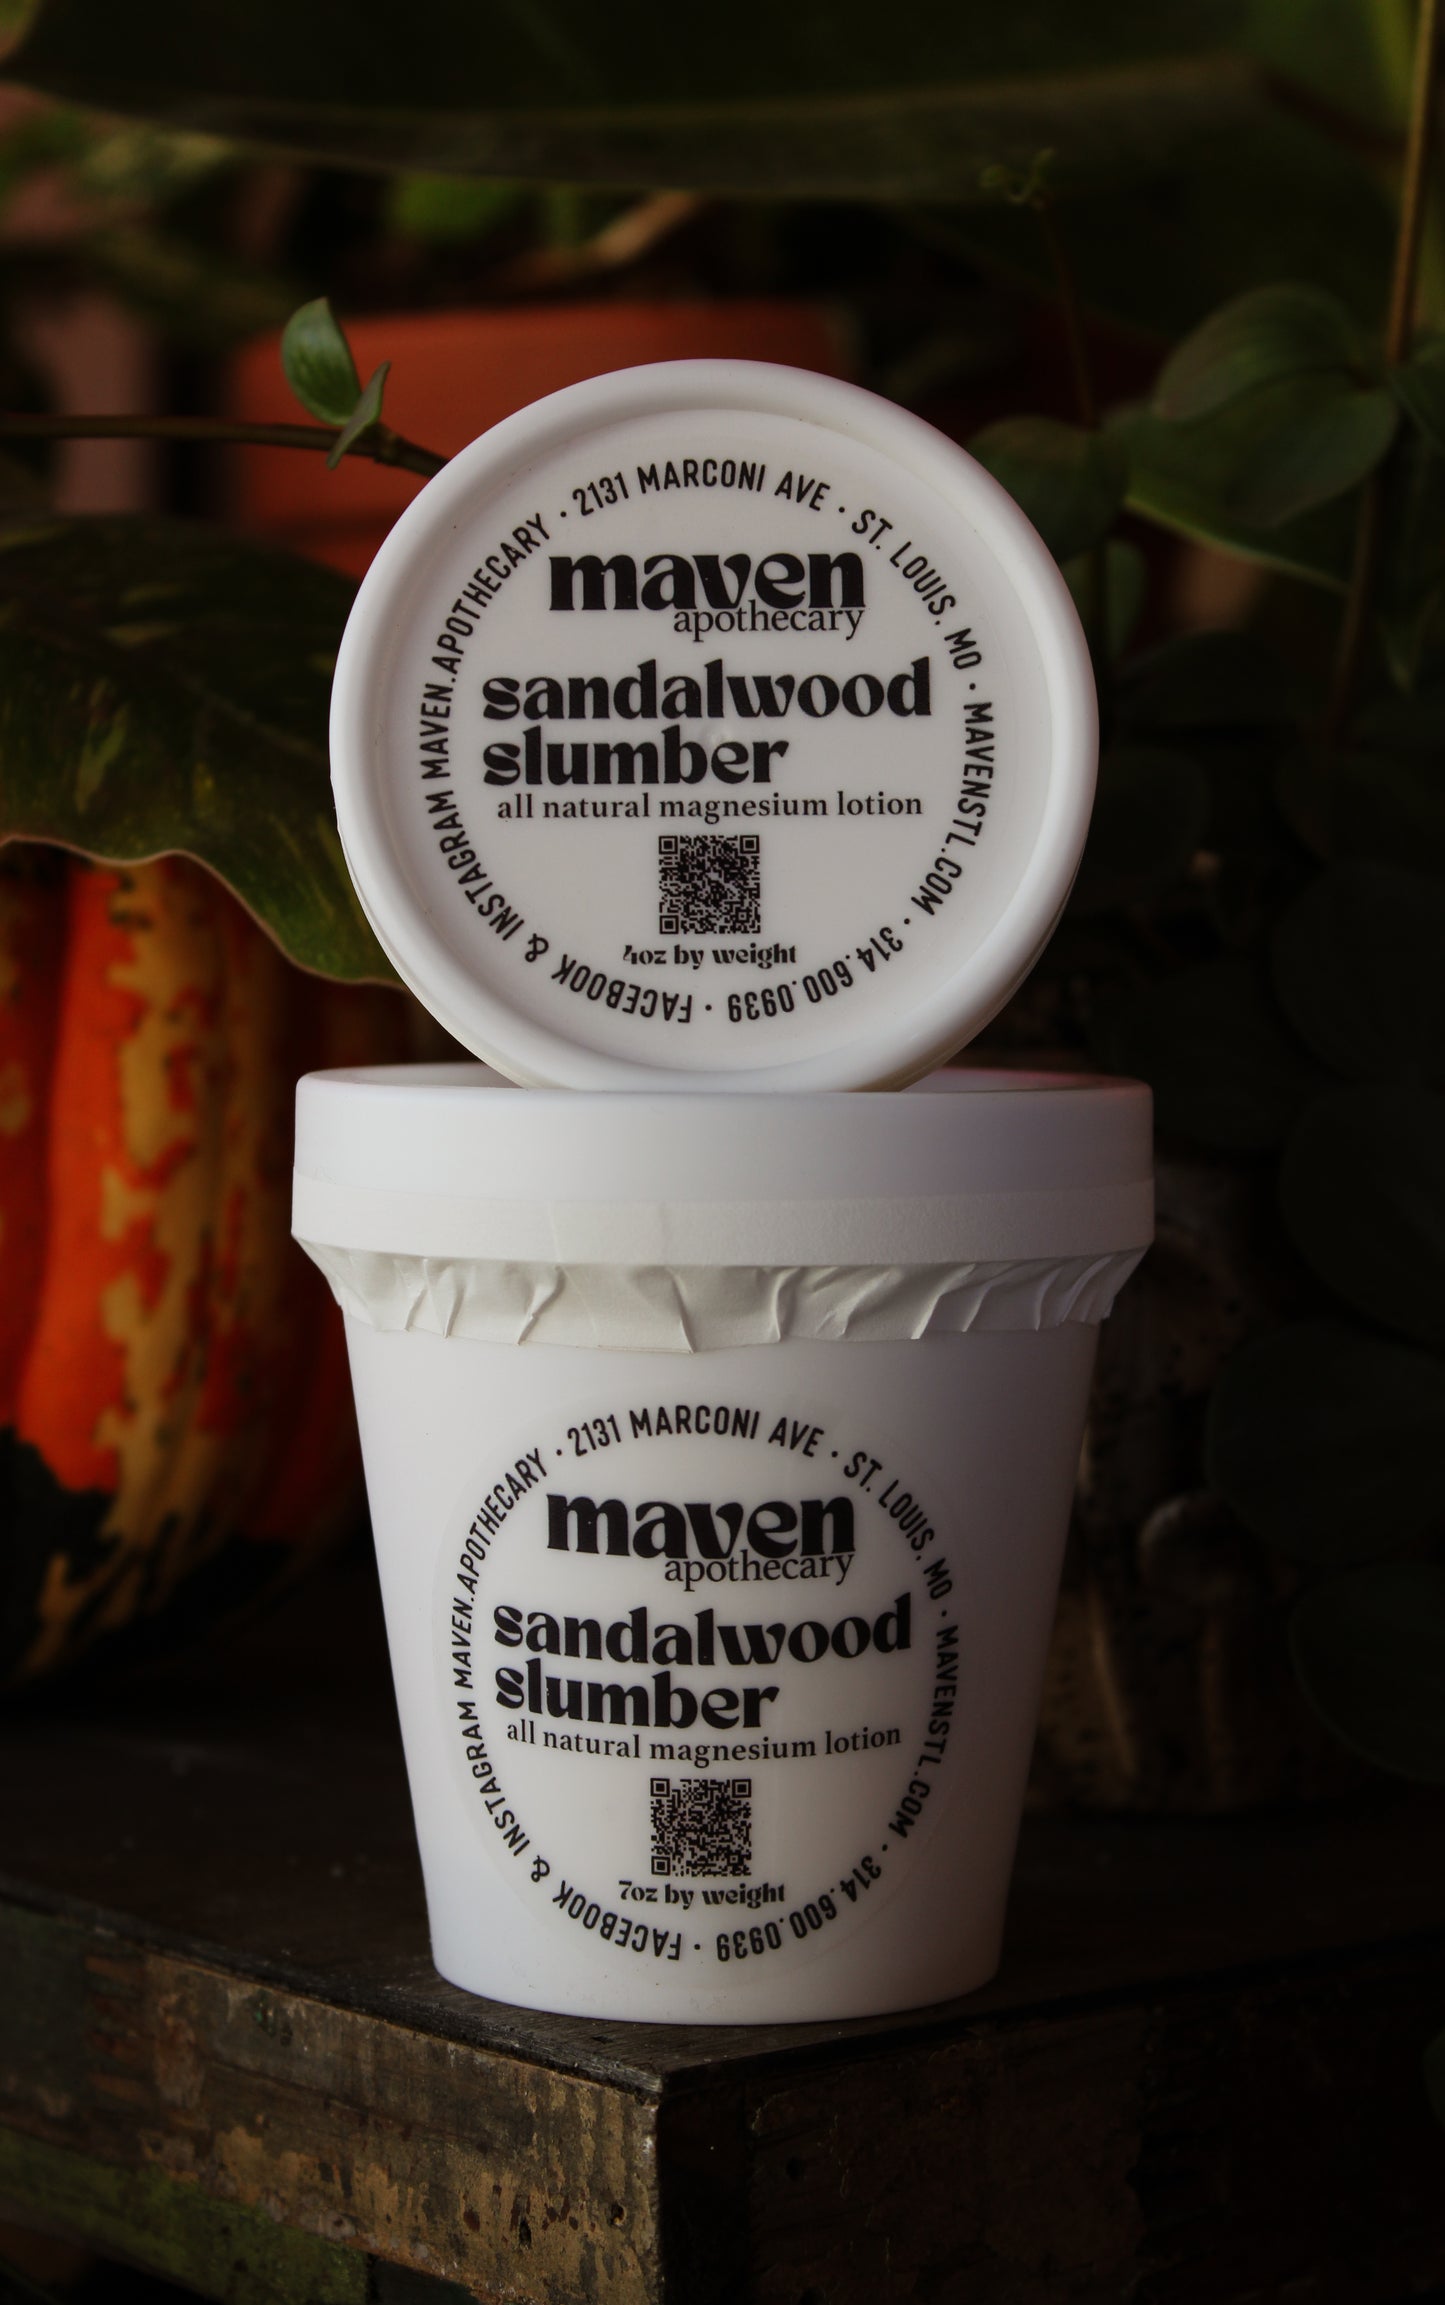 2131 MARCONI AVE • ST. LOUIS, MO • MAVENSTL.COM • 314.600.0939 • FACEBOOK & INSTAGRAM MAVEN.APOTHECARY •
maven
apothecary
sandalwood
slumber
all natural magnesium lotion
4oz by weight
2131 MARCONI AVE • ST. LOUIS, MO • MAVENSTL.COM • 314.600.0939 • FACEBOOK & INSTAGRAM MAVEN.APOTHECARY •
maven
apothecary
sandalwood
slumber
all natural magnesium lotion
7oz by weight